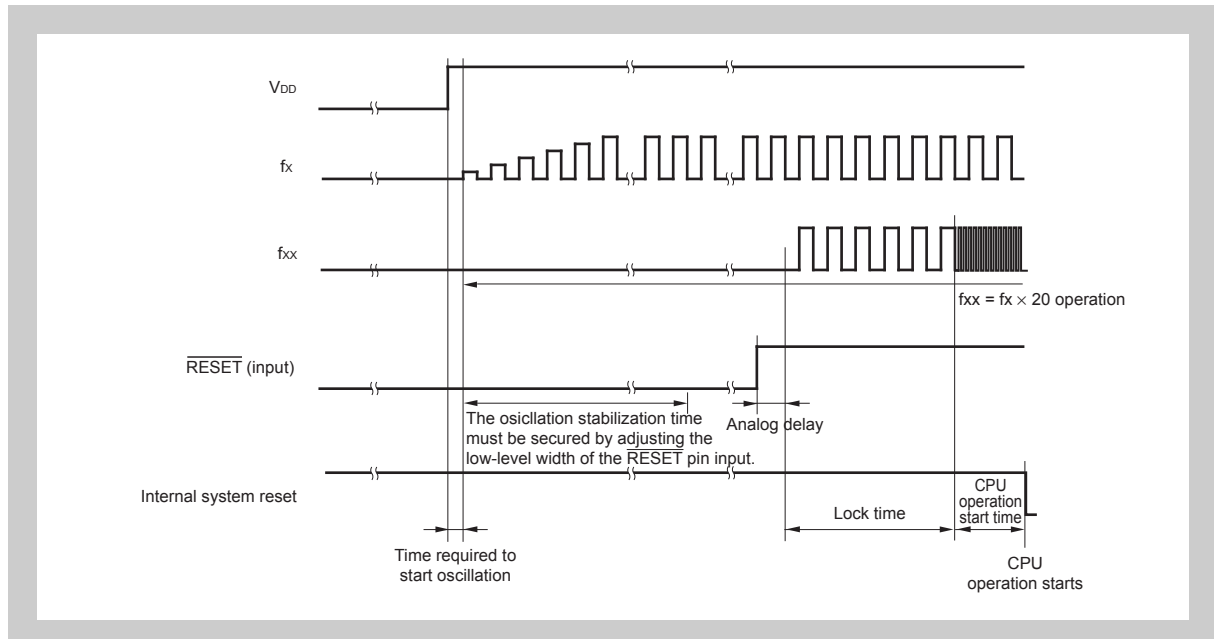 VDD
fX
fXX
fXX = fX × 20 operation
RESET (input)
The osicllation stabilization time
must be secured by adjusting the
low-level width of the RESET pin input.
Analog delay
Internal system reset
Lock time
CPU
operation
start time
Time required to
start oscillation
CPU
operation starts